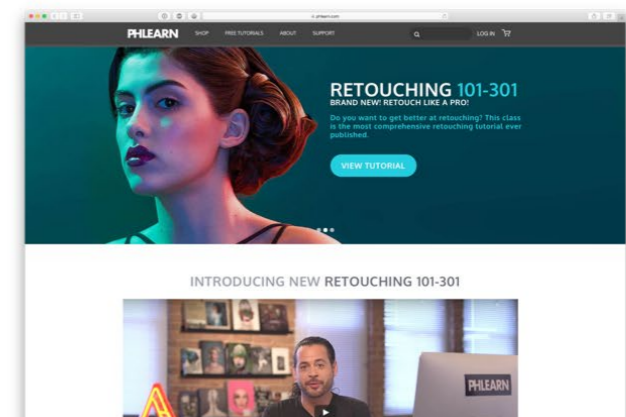 phlearn.com
PHLEARN SHOP FREE TUTORIALS ABOUT SUPPORT LOG IN
RETOUCHING 101-301
BRAND NEW! RETOUCH LIKE A PRO!
Do you want to get better at retouching? This class
is the most comprehensive retouching tutorial ever
published.
VIEW TUTORIAL
INTRODUCING NEW RETOUCHING 101-301
PHLEARN